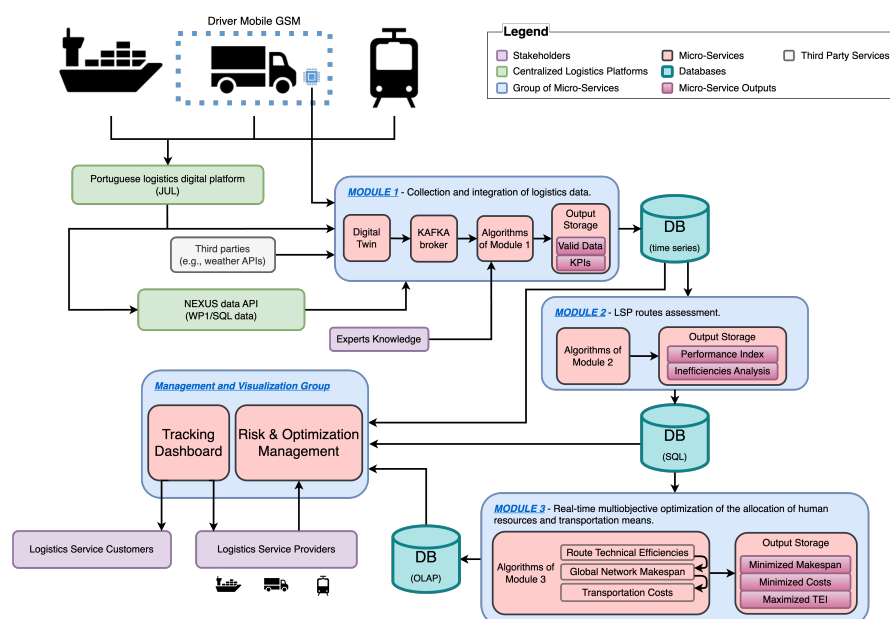 Driver Mobile GSM
Legend
Stakeholders
Micro-Services
Third Party Services
Centralized Logistics Platforms
Databases
Group of Micro-Services
Micro-Service Outputs
Portuguese logistics digital platform
(JUL)
Third parties
(e.g., weather APIs)
NEXUS data API
(WP1/SQL data)
Experts Knowledge
MODULE 1 - Collection and integration of logistics data.
Digital
Twin
KAFKA
broker
Algorithms
of Module 1
Output
Storage
Valid Data
KPIs
DB
(time series)
MODULE 2 - LSP routes assessment.
Algorithms of
Module 2
Output Storage
Performance Index
Inefficiencies Analysis
DB
(SQL)
Management and Visualization Group
Tracking
Dashboard
Risk & Optimization
Management
Logistics Service Customers
Logistics Service Providers
DB
(OLAP)
MODULE 3 - Real-time multiobjective optimization of the allocation of human
resources and transportation means.
Algorithms of
Module 3
Route Technical Efficiencies
Global Network Makespan
Transportation Costs
Output Storage
Minimized Makespan
Minimized Costs
Maximized TEI